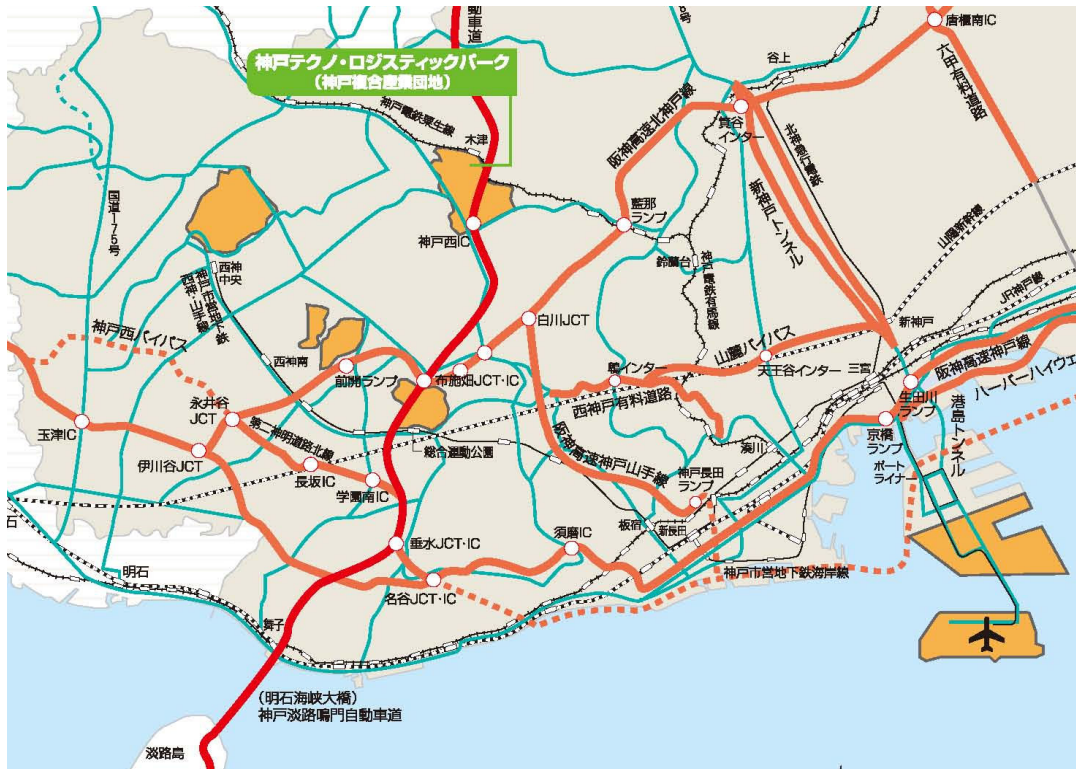 動車道
6号
唐櫃南IC
谷上
六甲有料道路
神戸テクノ・ロジスティックパーク
（神戸複合産業団地）
神戸電鉄粟生線
木津
阪神高速北神戸線
箕谷
インター
北神急行電鉄
新神戸トンネル
山陽新幹線
国道175号
神戸西IC
藍那
ランプ
鈴蘭台
神戸電鉄有馬線
JR神戸線
西神
中央
神戸市営地下鉄
西神・山手線
白川JCT
新神戸
神戸西バイパス
山麓バイパス
西神南
前開ランプ
布施畑JCT・IC
鵯インター
天王谷インター
三宮
阪神高速神戸線
ハーバーハイウェ
生田川
ランプ
西神戸有料道路
永井谷
JCT
玉津IC
第二神明道路北線
港島トンネル
京橋
ランプ
伊川谷JCT
総合運動公園
阪神高速神戸山手線
湊川
ポート
ライナー
長坂IC
学園南IC
神戸長田
ランプ
板宿
新長田
須磨IC
石
垂水JCT・IC
明石
名谷JCT・IC
神戸市営地下鉄海岸線
舞子
（明石海峡大橋）
神戸淡路鳴門自動車道
淡路島